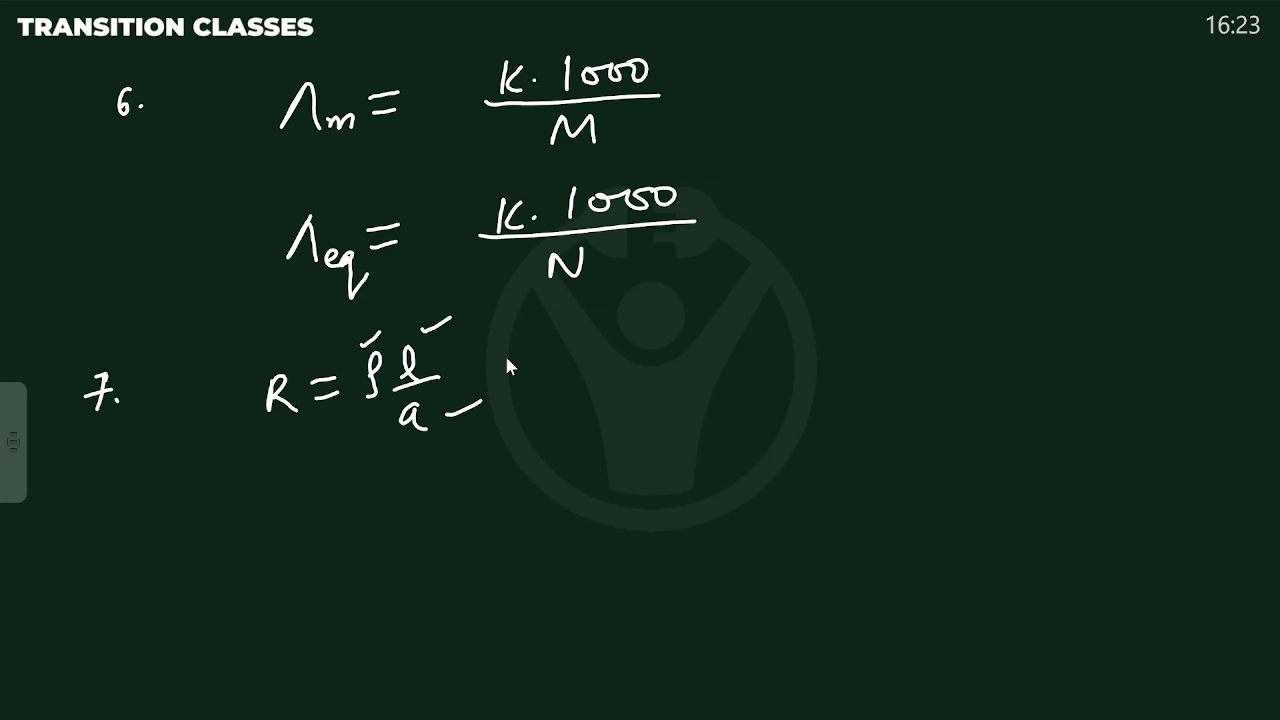 TRANSITION CLASSES
16:23
6. Λm = K. 1000 / M
Λeq = K. 1000 / N
7. R = ρ l / a